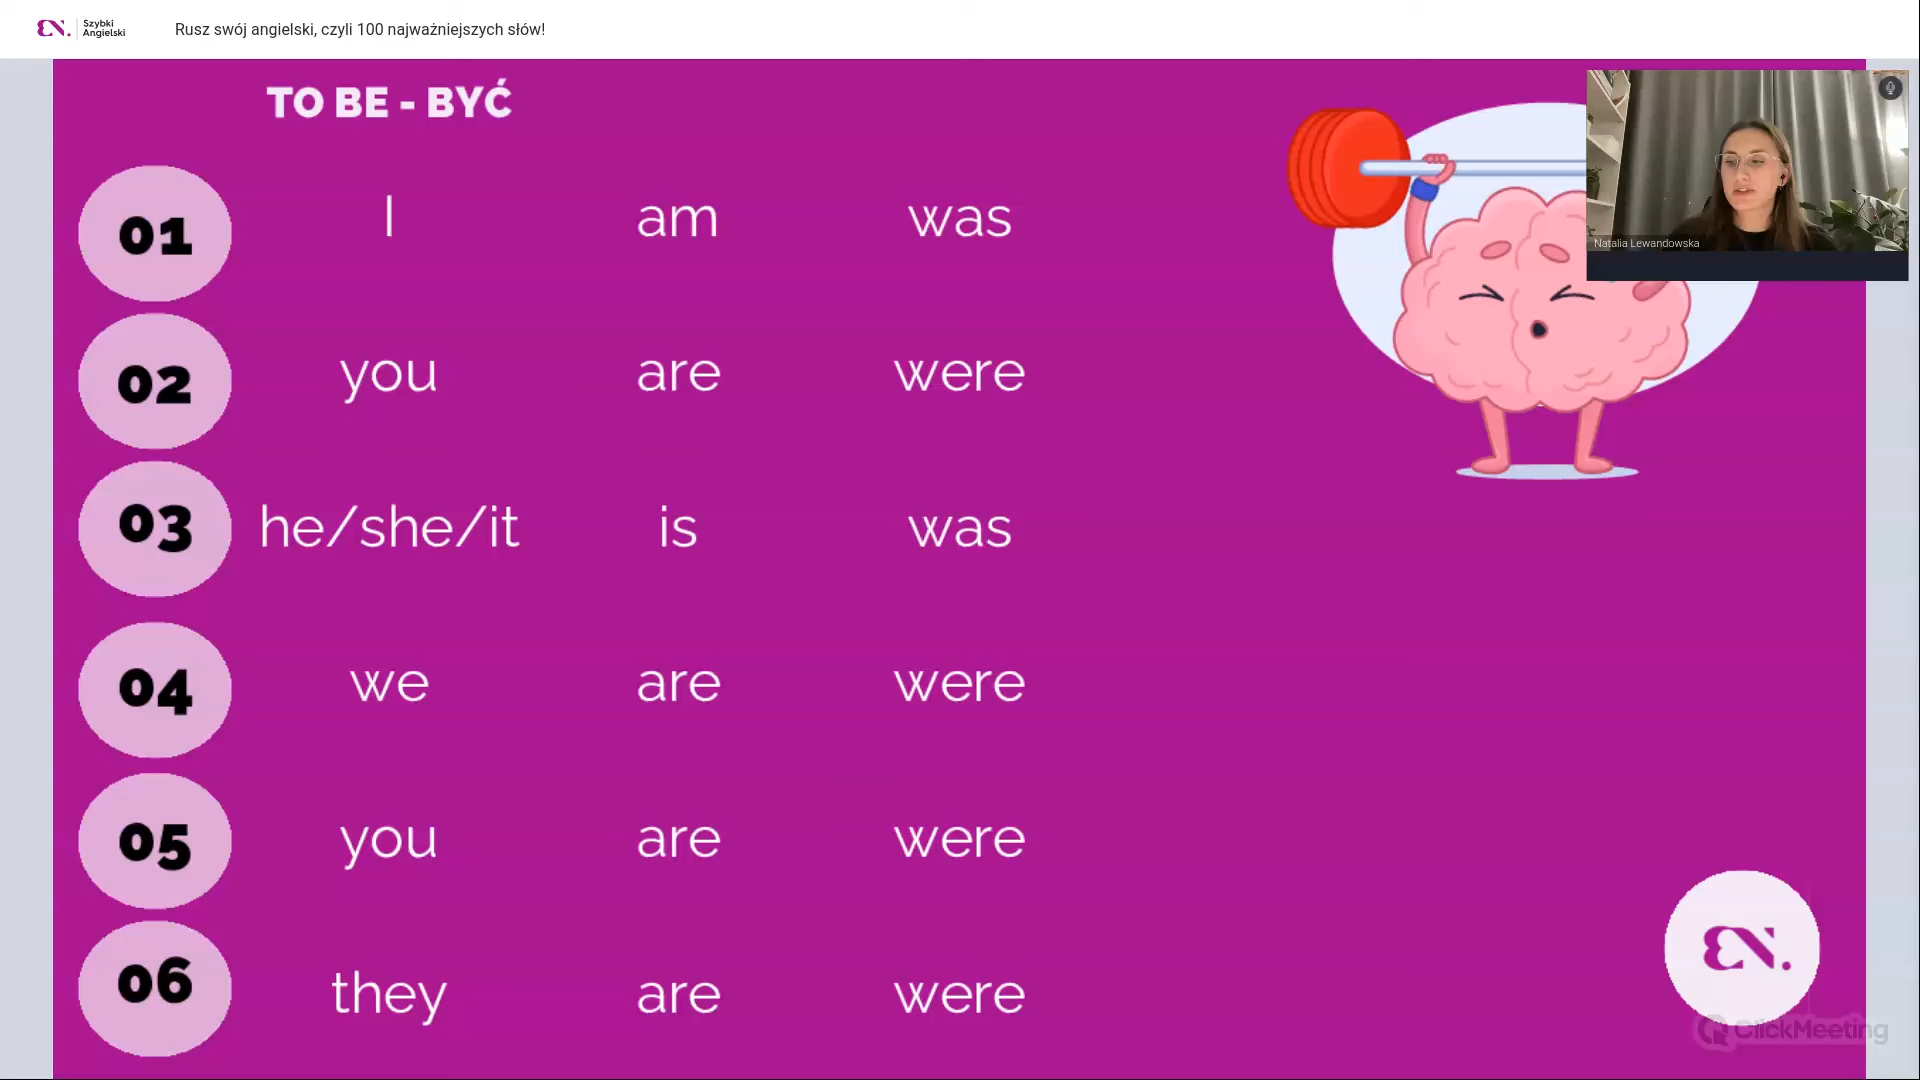 EN.
Szybki
Angielski
Rusz swój angielski, czyli 100 najważniejszych słów!
TO BE - BYĆ
01 I am was
02 you are were
03 he/she/it is was
04 we are were
05 you are were
06 they are were
Natalia Lewandowska
EN.
ClickMeeting